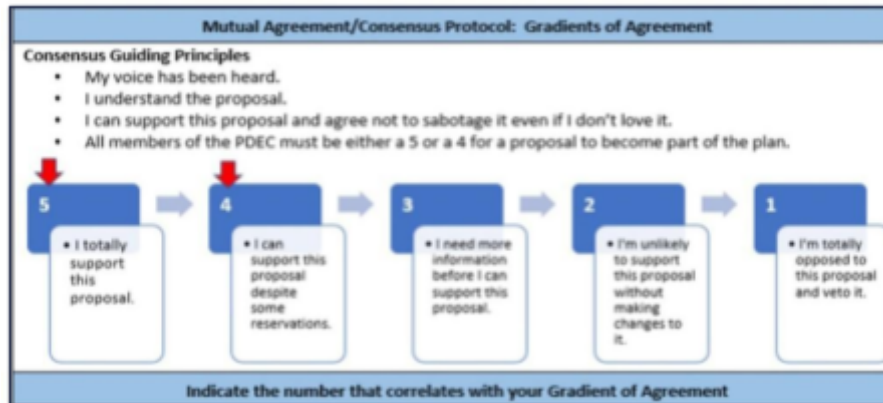 Mutual Agreement/Consensus Protocol: Gradients of Agreement
Consensus Guiding Principles
• My voice has been heard.
• I understand the proposal.
• I can support this proposal and agree not to sabotage it even if I don't love it.
• All members of the PDEC must be either a 5 or a 4 for a proposal to become part of the plan.
5
• I totally
support
this
proposal.
4
• I can
support this
proposal
despite
some
reservations.
3
• I need more
information
before I can
support this
proposal.
2
• I'm unlikely
to support
this proposal
without
making
changes to
it.
1
• I'm totally
opposed to
this proposal
and veto it.
Indicate the number that correlates with your Gradient of Agreement